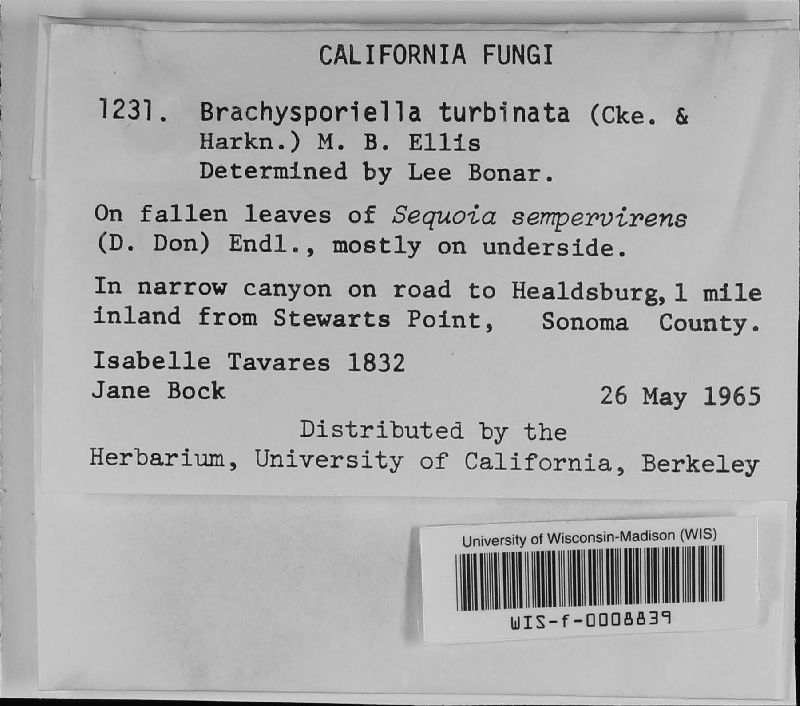 CALIFORNIA FUNGI
1231. Brachysporiella turbinata (Cke. &
Harkn.) M. B. Ellis
Determined by Lee Bonar.
On fallen leaves of Sequoia sempervirens
(D. Don) Endl., mostly on underside.
In narrow canyon on road to Healdsburg, 1 mile
inland from Stewarts Point, Sonoma County.
Isabelle Tavares 1832
Jane Bock 26 May 1965
Distributed by the
Herbarium, University of California, Berkeley
University of Wisconsin-Madison (WIS)
WIS-f-0008839